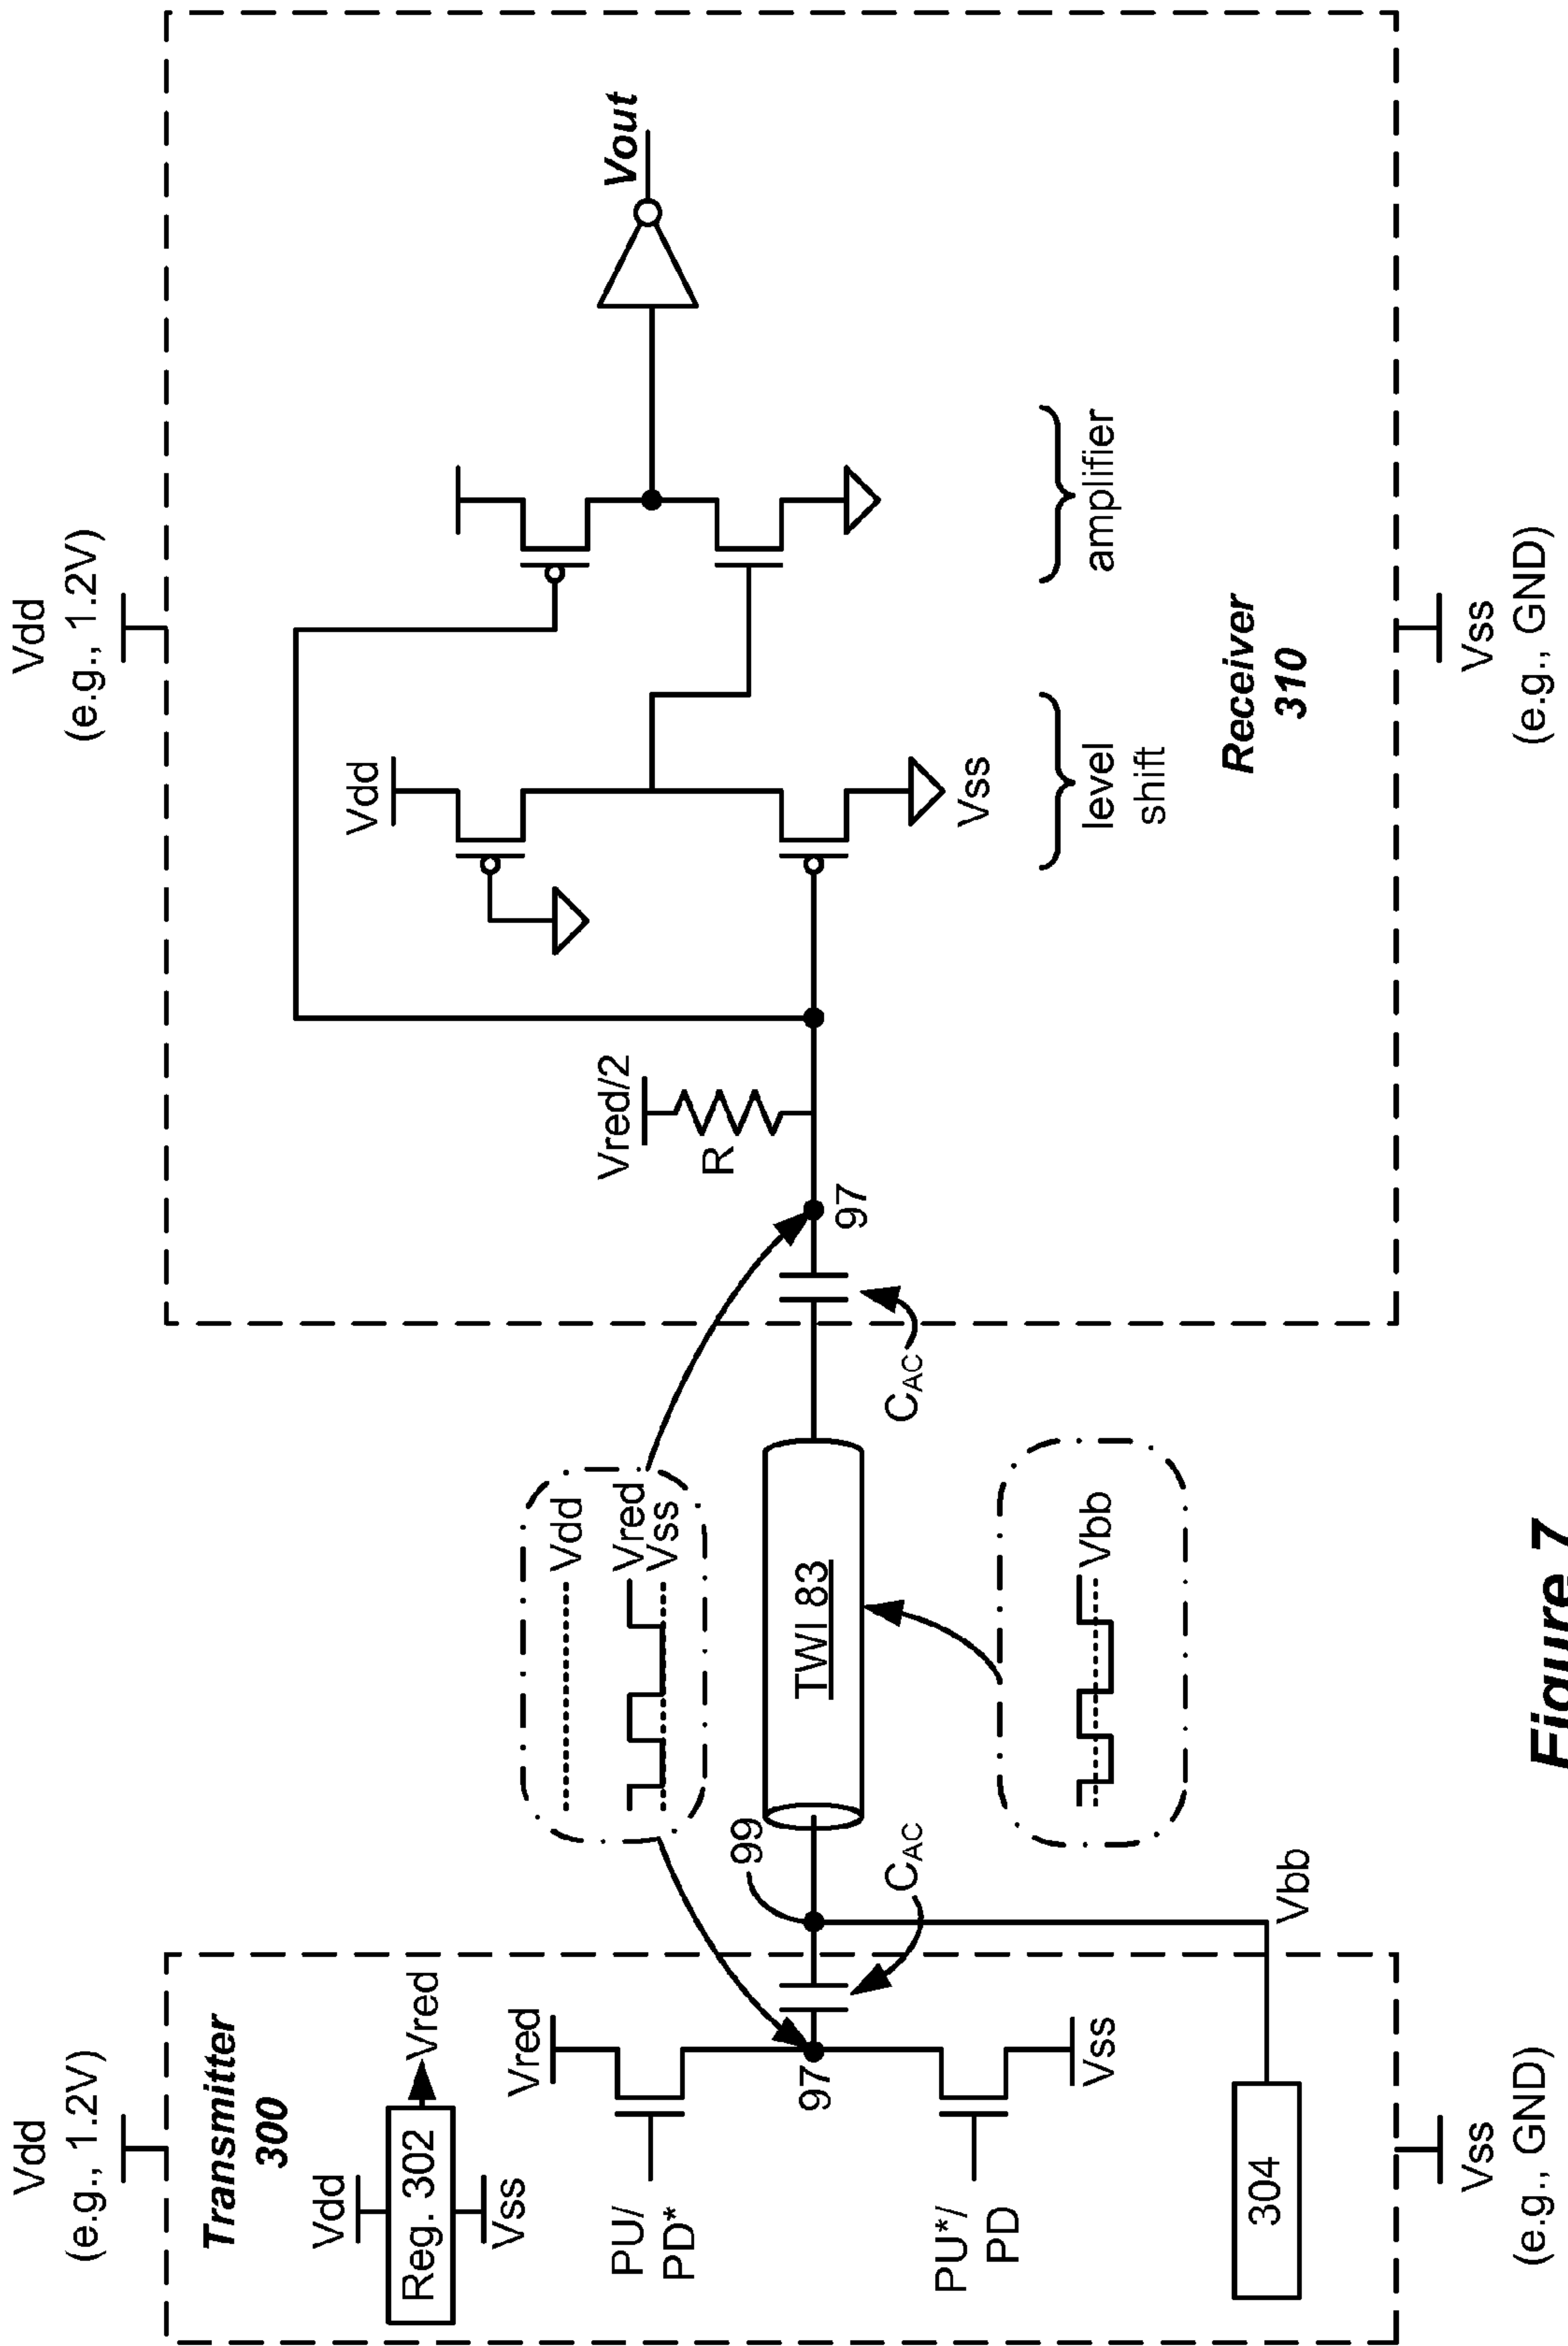 Vdd
(e.g., 1.2V)
Vdd
(e.g., 1.2V)
Transmitter
300
Vdd
Reg. 302
Vred
Vss
Vred
PU/
PD*
97
PU*/
PD
Vss
304
Vbb
99
CAC
Vdd
Vred
Vss
TWI 83
Vbb
CAC
97
Vred/2
R
Vdd
Vss
level
shift
amplifier
Vout
Receiver
310
Vss
(e.g., GND)
Vss
(e.g., GND)
Figure 7